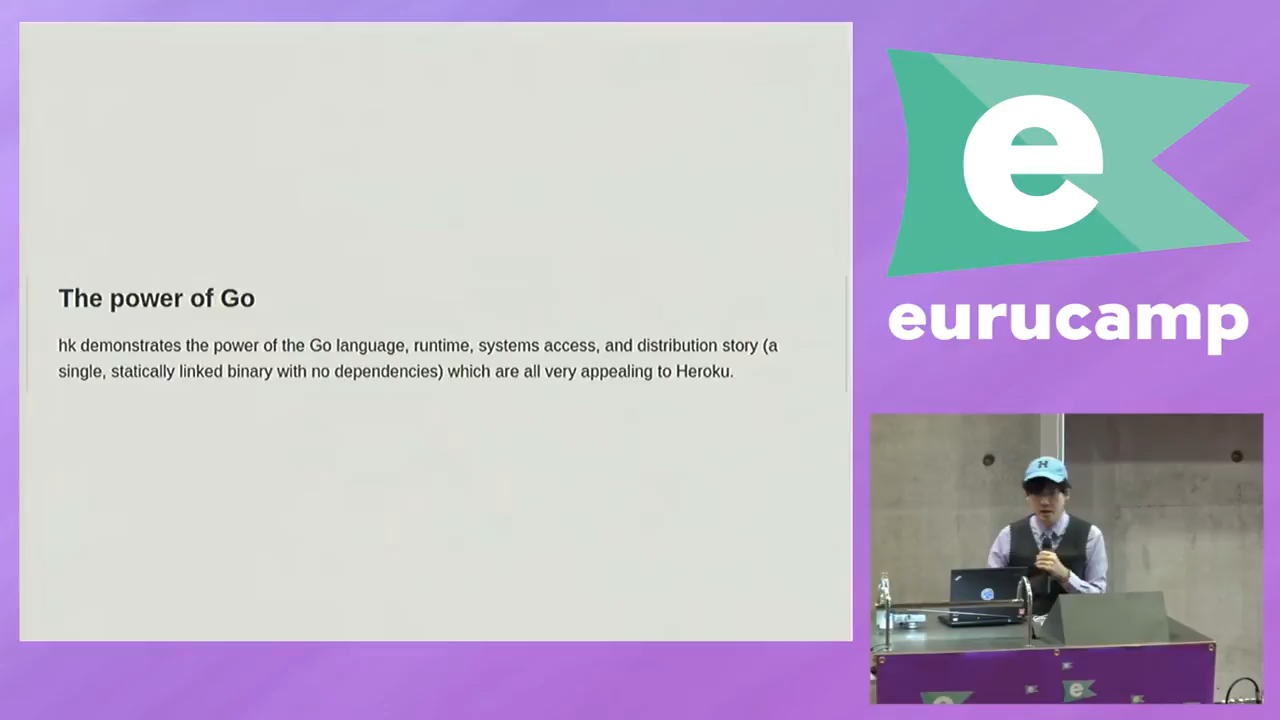 The power of Go
hk demonstrates the power of the Go language, runtime, systems access, and distribution story (a
single, statically linked binary with no dependencies) which are all very appealing to Heroku.
e
eurucamp
H
e